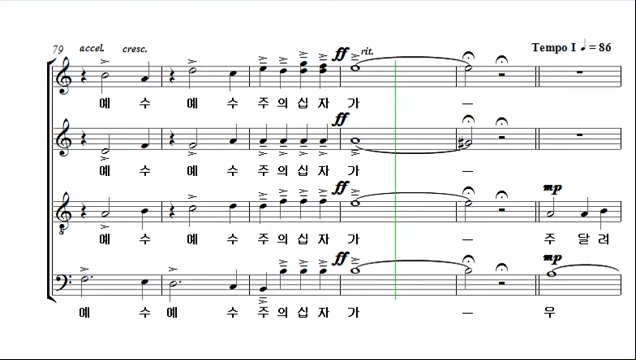 79 accel. cresc. ff rit. Tempo I ♩ = 86
예 수 예 수 주 의 십 자 가 —
ff
예 수 예 수 주 의 십 자 가 —
ff mp
예 수 예 수 주 의 십 자 가 — 주 달 려
ff mp
예 수 예 수 주 의 십 자 가 — 우